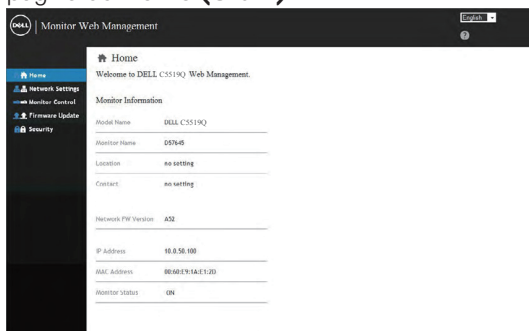 DELL Monitor Web Management
English
?
Home
Welcome to DELL C5519Q Web Management.
Home
Network Settings
Monitor Control
Firmware Update
Security
Monitor Information
Model Name DELL C5519Q
Monitor Name D57645
Location no setting
Contact no setting
Network FW Version A52
IP Address 10.0.50.100
MAC Address 00:60:E9:1A:E1:2D
Monitor Status ON